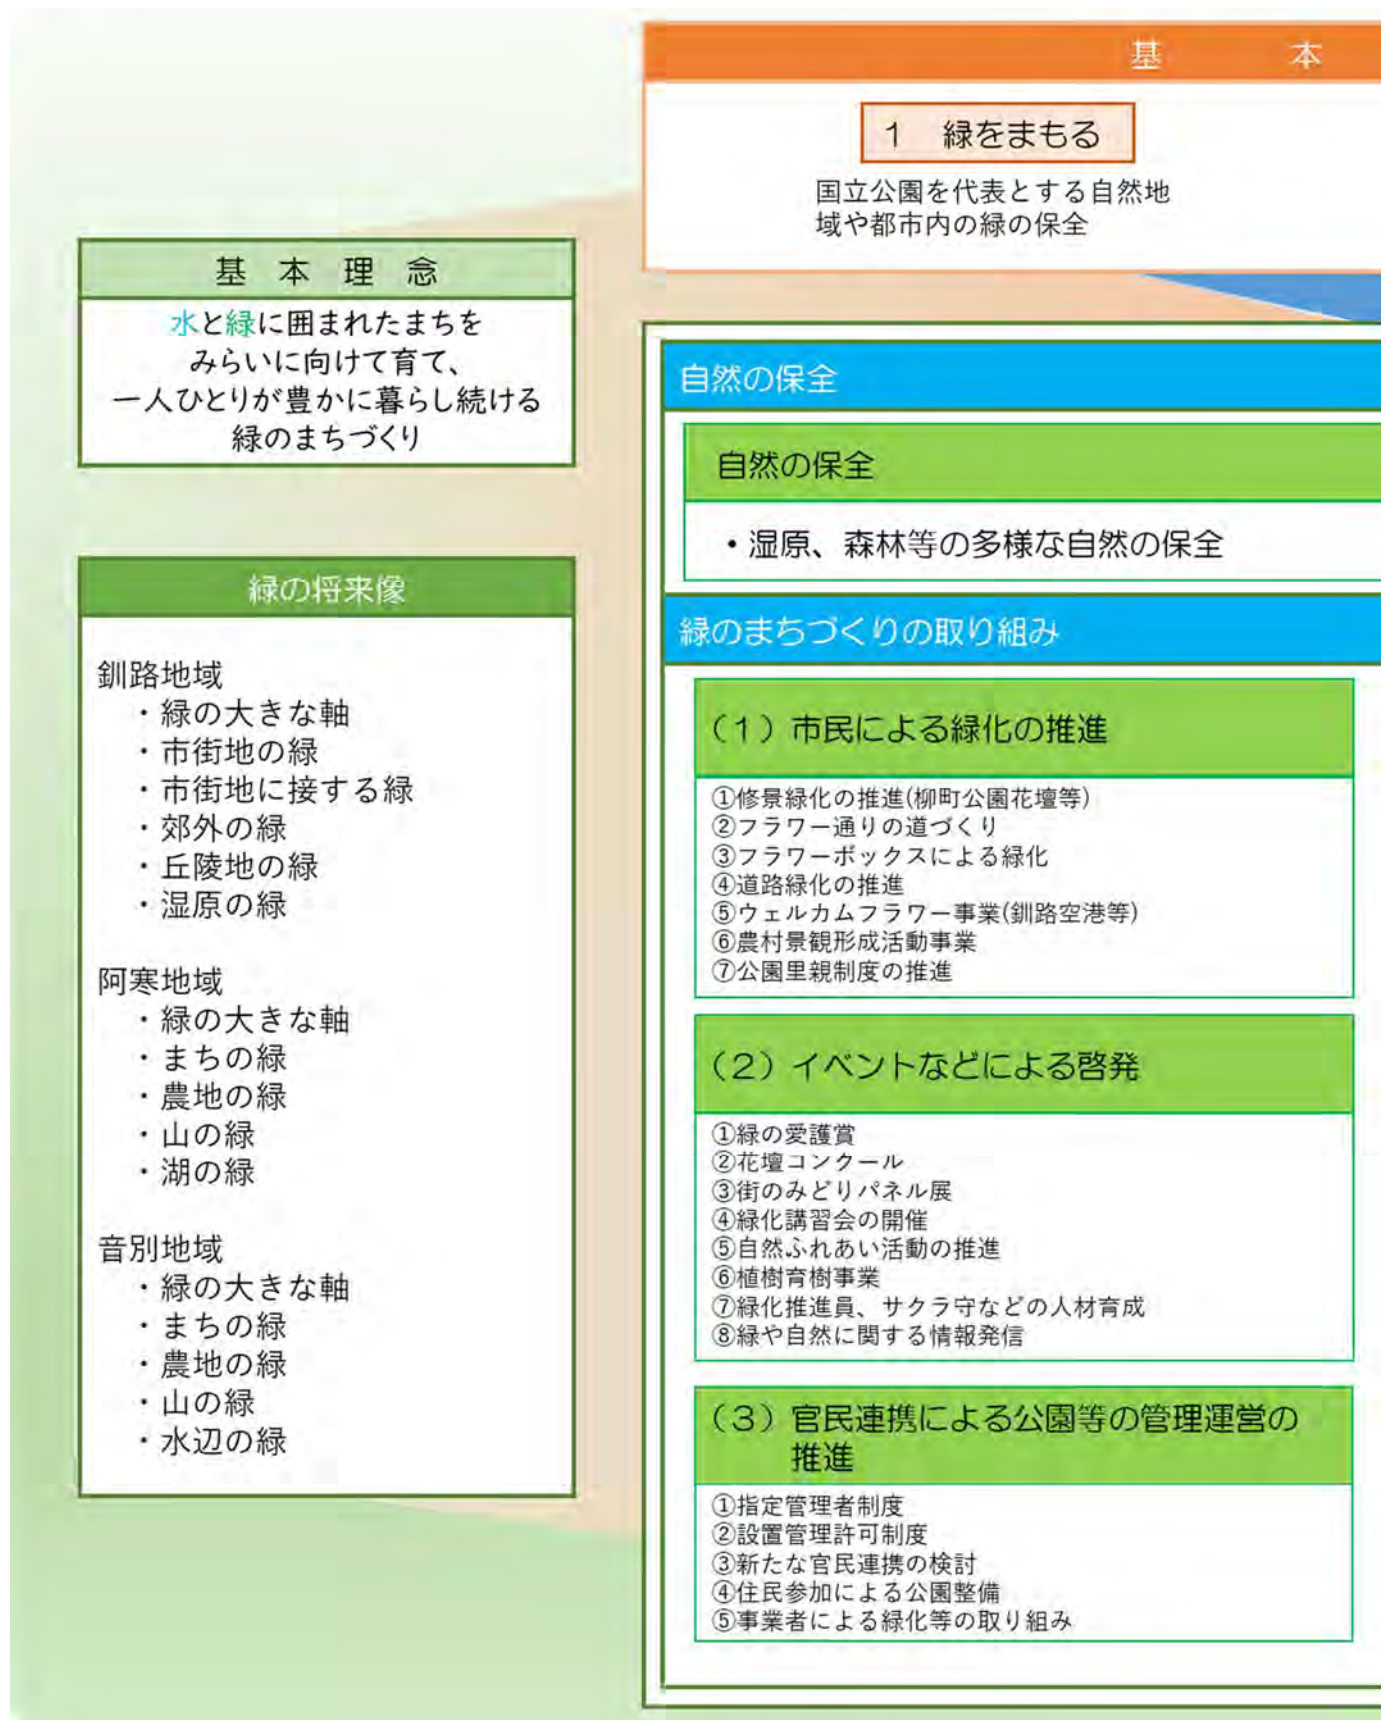 基本
1 緑をまもる
国立公園を代表とする自然地
域や都市内の緑の保全
基本理念
水と緑に囲まれたまちを
みらいに向けて育て、
一人ひとりが豊かに暮らし続ける
緑のまちづくり
緑の将来像
釧路地域
・緑の大きな軸
・市街地の緑
・市街地に接する緑
・郊外の緑
・丘陵地の緑
・湿原の緑
阿寒地域
・緑の大きな軸
・まちの緑
・農地の緑
・山の緑
・湖の緑
音別地域
・緑の大きな軸
・まちの緑
・農地の緑
・山の緑
・水辺の緑
自然の保全
自然の保全
・湿原、森林等の多様な自然の保全
緑のまちづくりの取り組み
(1)市民による緑化の推進
①修景緑化の推進(柳町公園花壇等)
②フラワー通りの道づくり
③フラワーボックスによる緑化
④道路緑化の推進
⑤ウェルカムフラワー事業(釧路空港等)
⑥農村景観形成活動事業
⑦公園里親制度の推進
(2)イベントなどによる啓発
①緑の愛護賞
②花壇コンクール
③街のみどりパネル展
④緑化講習会の開催
⑤自然ふれあい活動の推進
⑥植樹育樹事業
⑦緑化推進員、サクラ守などの人材育成
⑧緑や自然に関する情報発信
(3)官民連携による公園等の管理運営の
推進
①指定管理者制度
②設置管理許可制度
③新たな官民連携の検討
④住民参加による公園整備
⑤事業者による緑化等の取り組み